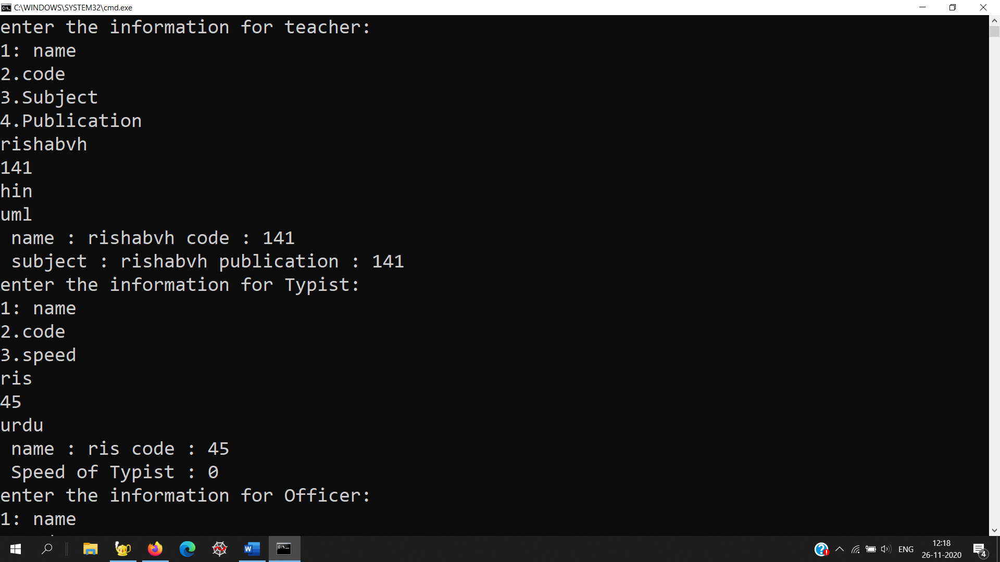 C:\WINDOWS\SYSTEM32\cmd.exe
enter the information for teacher:
1: name
2.code
3.Subject
4.Publication
rishabvh
141
hin
uml
name : rishabvh code : 141
subject : rishabvh publication : 141
enter the information for Typist:
1: name
2.code
3.speed
ris
45
urdu
name : ris code : 45
Speed of Typist : 0
enter the information for Officer:
1: name
ENG
12:18
26-11-2020
4